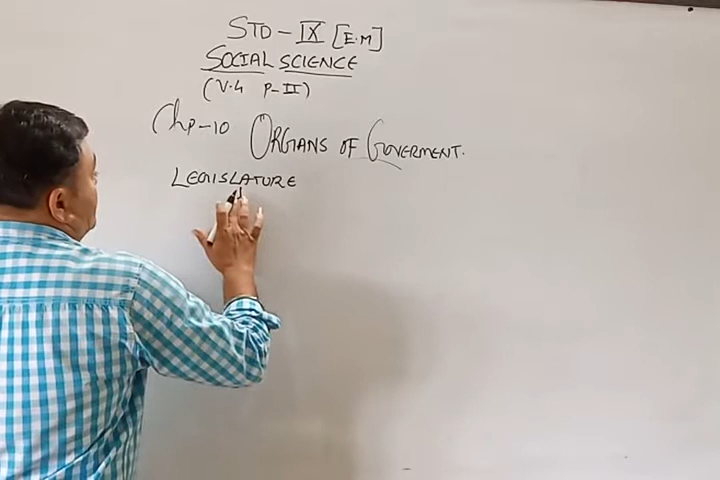 STD - IX [E.M]
SOCIAL SCIENCE
(V.4 P-II)
Chp-10 ORGANS OF GOVERMENT.
LEGISLATURE